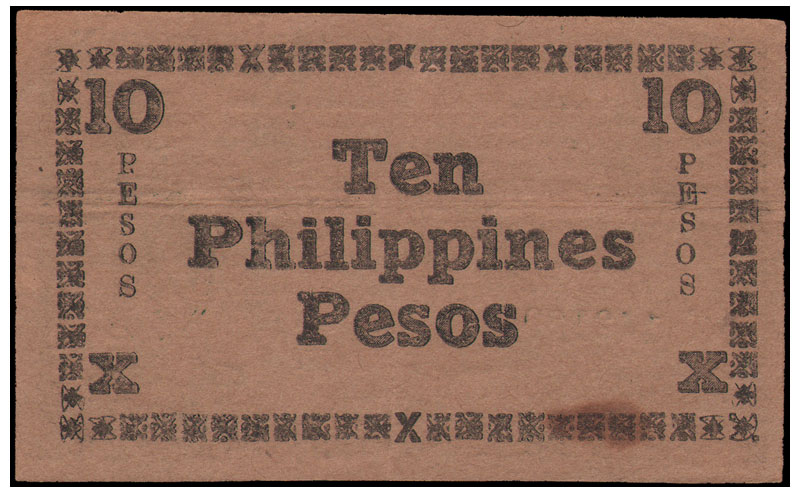 X X X
10 10
PESOS PESOS
Ten
Philippines
Pesos
X X
X